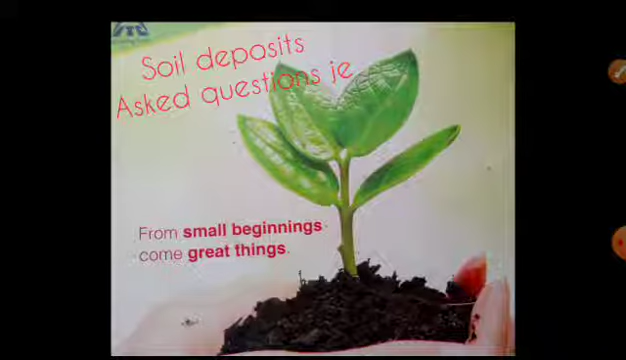 Soil deposits
Asked questions je
From small beginnings
come great things.